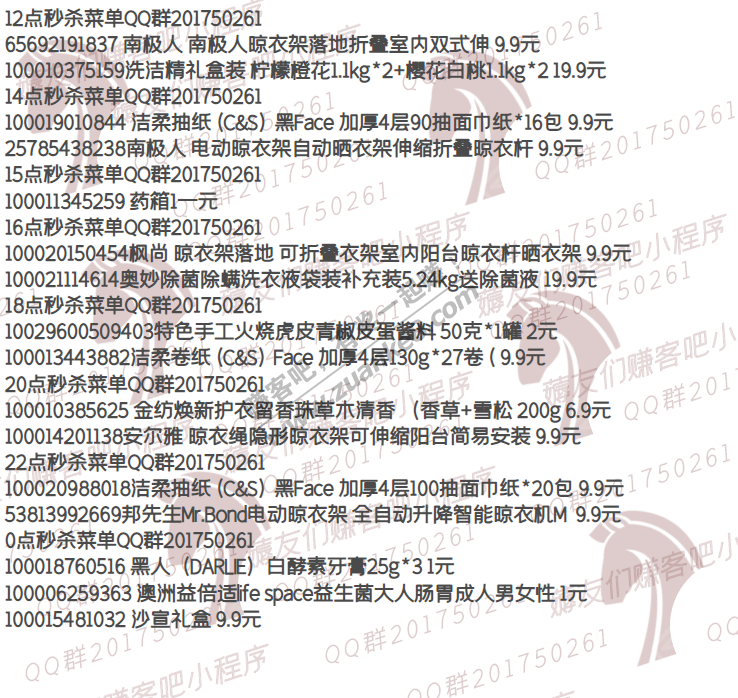 12点秒杀菜单QQ群201750261
65692191837 南极人 南极人晾衣架落地折叠室内双式伸 9.9元
100010375159洗洁精礼盒装 柠檬橙花1.1kg*2+樱花白桃1.1kg*2 19.9元
14点秒杀菜单QQ群201750261
100019010844 洁柔抽纸 (C&S）黑Face 加厚4层90抽面巾纸*16包 9.9元
25785438238南极人 电动晾衣架自动晒衣架伸缩折叠晾衣杆 9.9元
15点秒杀菜单QQ群201750261
100011345259 药箱1一元
16点秒杀菜单QQ群201750261
100020150454枫尚 晾衣架落地 可折叠衣架室内阳台晾衣杆晒衣架 9.9元
100021114614奥妙除菌除螨洗衣液袋装补充装5.24kg送除菌液 19.9元
18点秒杀菜单QQ群201750261
10029600509403特色手工火烧虎皮青椒皮蛋酱料 50克*1罐 2元
100013443882洁柔卷纸 (C&S）Face 加厚4层130g*27卷 ( 9.9元
20点秒杀菜单QQ群201750261
100010385625 金纺焕新护衣留香珠草木清香 （香草+雪松 200g 6.9元
100014201138安尔雅 晾衣绳隐形晾衣架可伸缩阳台简易安装 9.9元
22点秒杀菜单QQ群201750261
100020988018洁柔抽纸 (C&S）黑Face 加厚4层100抽面巾纸*20包 9.9元
53813992669邦先生Mr.Bond电动晾衣架 全自动升降智能晾衣机M 9.9元
0点秒杀菜单QQ群201750261
100018760516 黑人（DARLIE） 白酵素牙膏25g*3 1元
100006259363 澳洲益倍适life space益生菌大人肠胃成人男女性 1元
100015481032 沙宣礼盒 9.9元